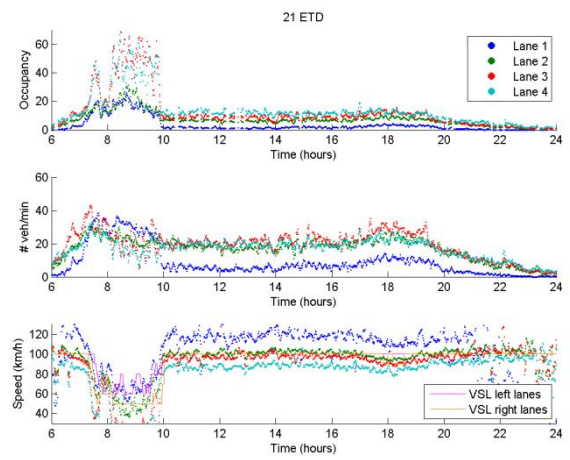 21 ETD
60
40
20
0
Occupancy
6 8 10 12 14 16 18 20 22 24
Time (hours)
Lane 1
Lane 2
Lane 3
Lane 4
60
40
20
0
# veh/min
6 8 10 12 14 16 18 20 22 24
Time (hours)
120
100
80
60
40
Speed (km/h)
6 8 10 12 14 16 18 20 22 24
Time (hours)
VSL left lanes
VSL right lanes